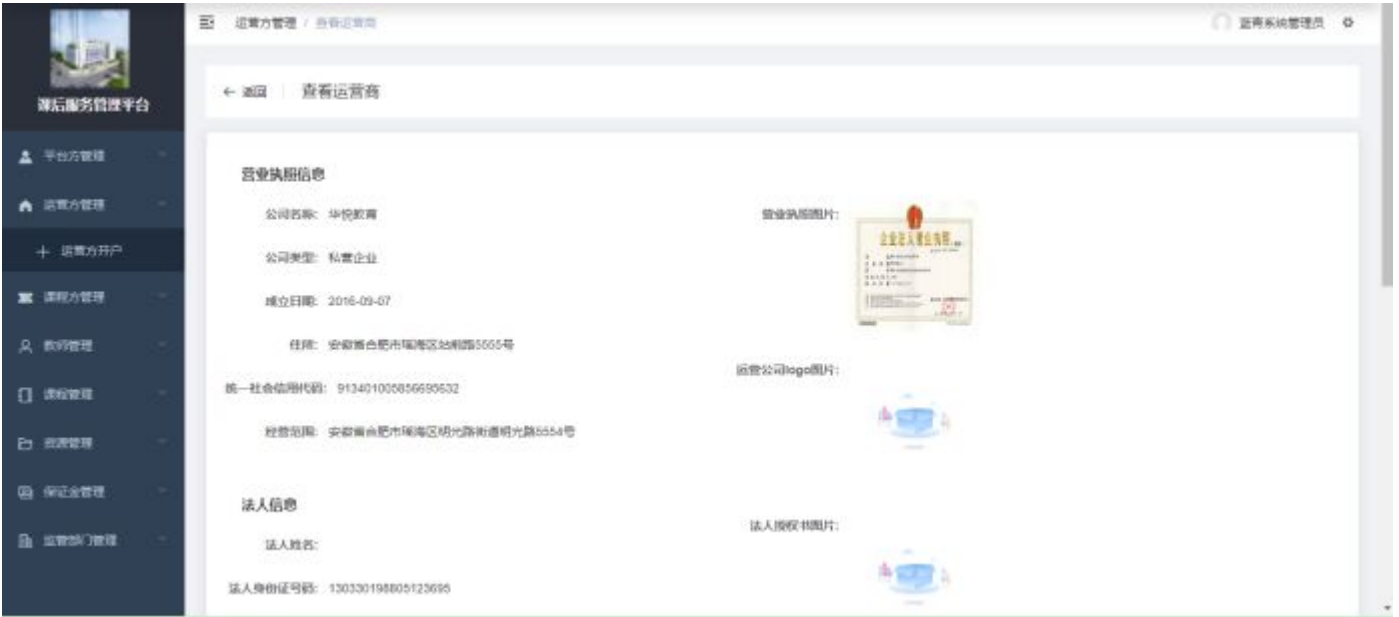 课后服务管理平台
平台方管理
运营方管理
运营方开户
课程方管理
教师管理
课程管理
资源管理
保证金管理
监管部门管理
运营方管理 / 查看运营商
运营系统管理员
← 返回 查看运营商
营业执照信息
公司名称: 华悦教育
公司类型: 私营企业
成立日期: 2016-09-07
住所: 安徽省合肥市瑶海区站前路5555号
统一社会信用代码: 913401005856695632
经营范围: 安徽省合肥市瑶海区明光路街道明光路5554号
营业执照图片:
企业法人营业执照
运营公司logo图片:
法人信息
法人姓名:
法人身份证号码: 130330198805123695
法人授权书图片: